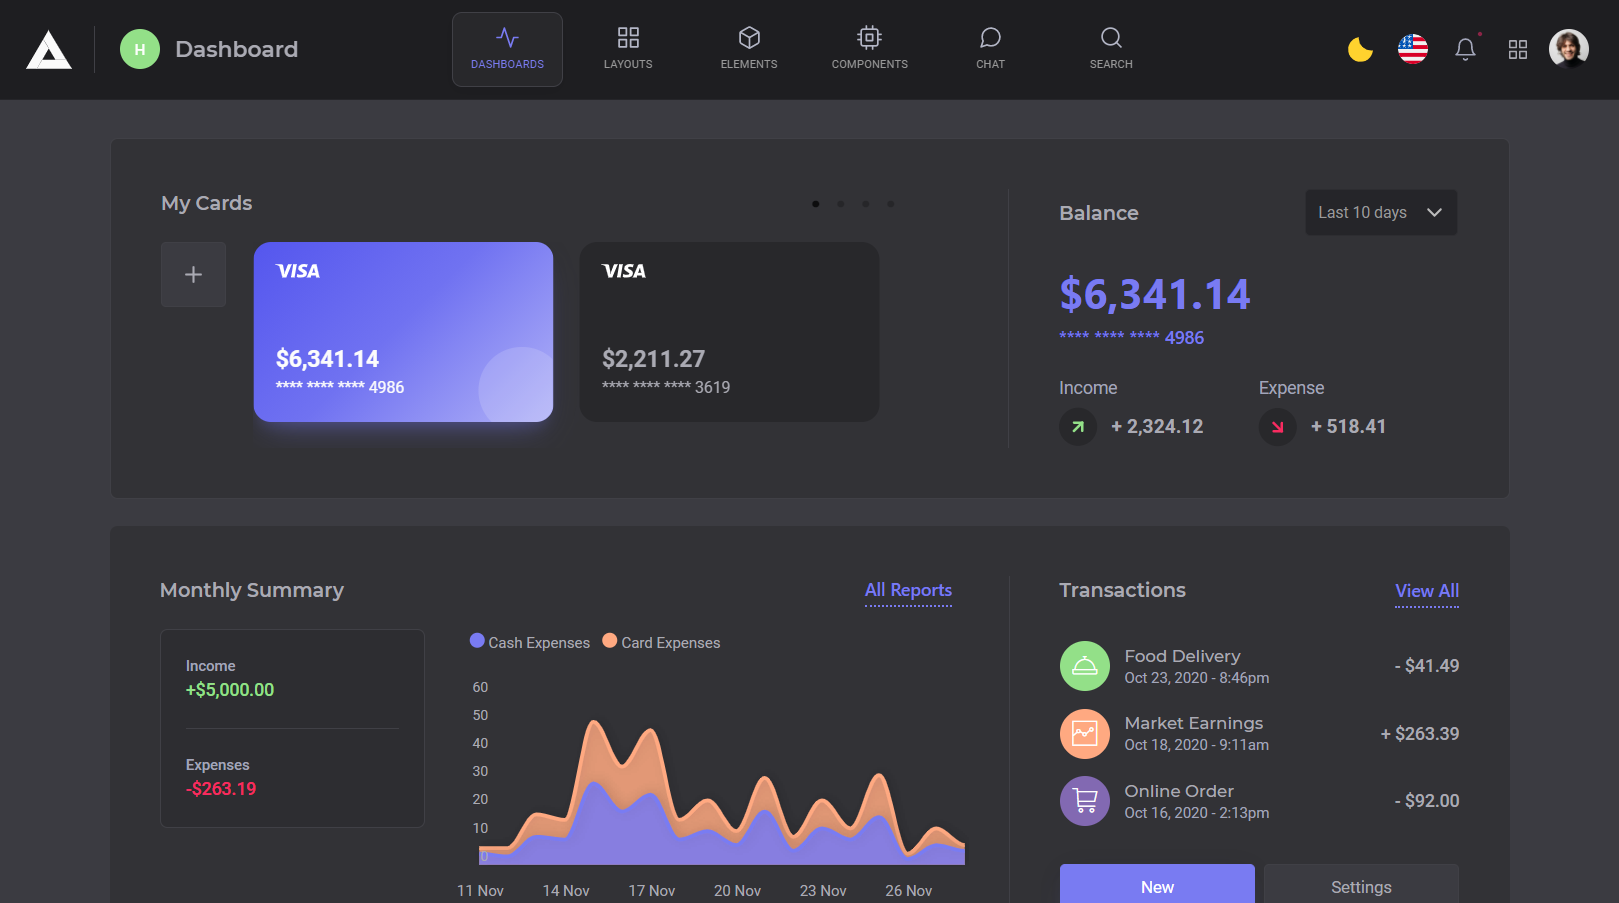 H Dashboard
DASHBOARDS
LAYOUTS
ELEMENTS
COMPONENTS
CHAT
SEARCH
My Cards
VISA
$6,341.14
**** **** **** 4986
VISA
$2,211.27
**** **** **** 3619
Balance
Last 10 days
$6,341.14
**** **** **** 4986
Income
+ 2,324.12
Expense
+ 518.41
Monthly Summary
All Reports
Income
+$5,000.00
Expenses
-$263.19
Cash Expenses
Card Expenses
60
50
40
30
20
10
0
11 Nov
14 Nov
17 Nov
20 Nov
23 Nov
26 Nov
Transactions
View All
Food Delivery
Oct 23, 2020 - 8:46pm
- $41.49
Market Earnings
Oct 18, 2020 - 9:11am
+ $263.39
Online Order
Oct 16, 2020 - 2:13pm
- $92.00
New
Settings